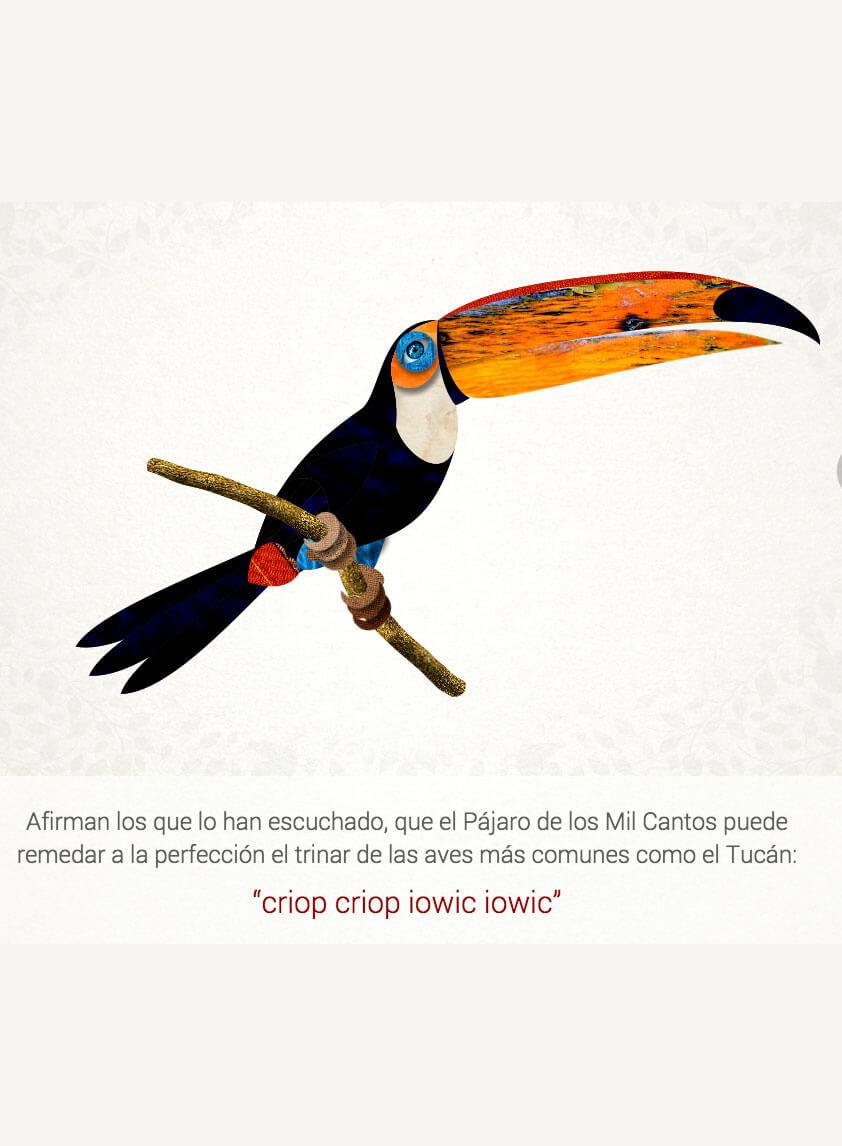 Afirman los que lo han escuchado, que el Pájaro de los Mil Cantos puede
remedar a la perfección el trinar de las aves más comunes como el Tucán:
“criop criop iowic iowic”